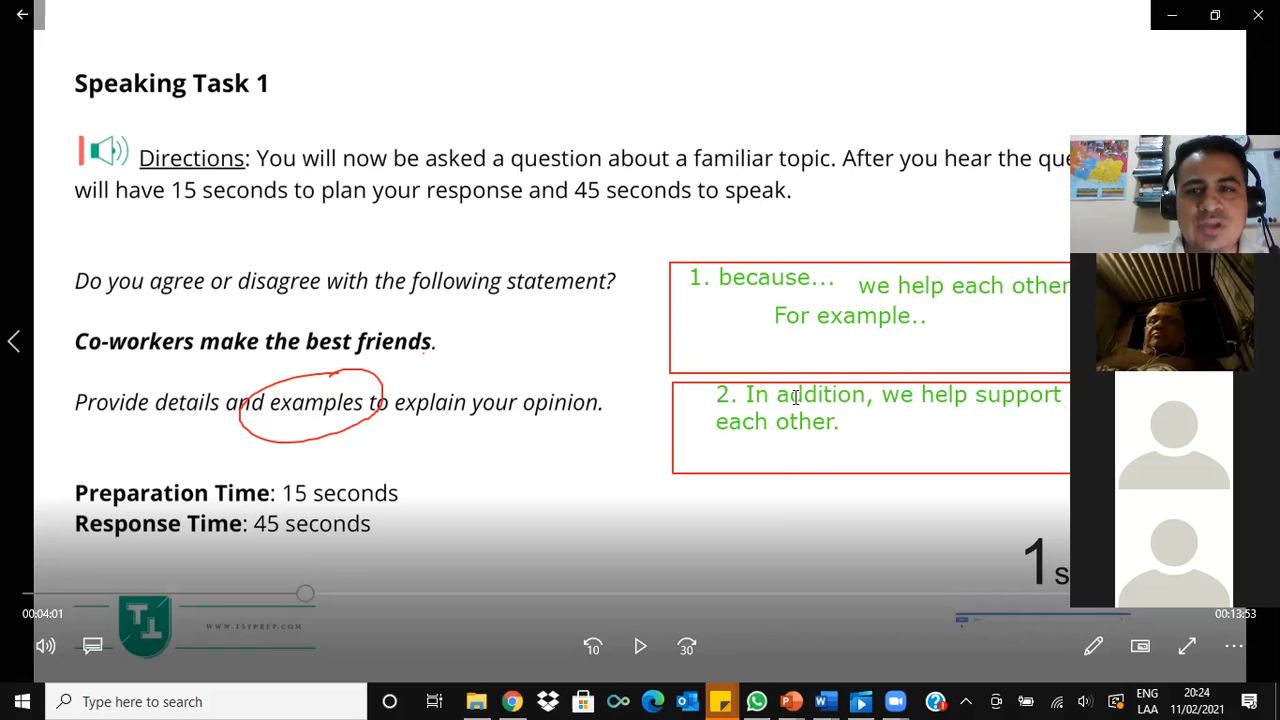 Speaking Task 1
Directions: You will now be asked a question about a familiar topic. After you hear the que
will have 15 seconds to plan your response and 45 seconds to speak.
Do you agree or disagree with the following statement?
Co-workers make the best friends.
Provide details and examples to explain your opinion.
1. because... we help each other
For example..
2. In addition, we help support
each other.
Preparation Time: 15 seconds
Response Time: 45 seconds
1 s
00:04:01
00:13:53
WWW.TSTPREP.COM
10
30
Type here to search
ENG
LAA
20:24
11/02/2021